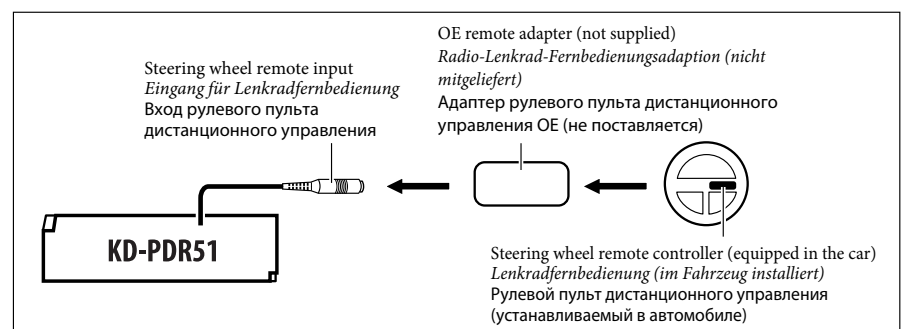 OE remote adapter (not supplied)
Radio-Lenkrad-Fernbedienungsadaption (nicht
mitgeliefert)
Адаптер рулевого пульта дистанционного
управления OE (не поставляется)
Steering wheel remote input
Eingang für Lenkradfernbedienung
Вход рулевого пульта
дистанционного управления
KD-PDR51
Steering wheel remote controller (equipped in the car)
Lenkradfernbedienung (im Fahrzeug installiert)
Рулевой пульт дистанционного управления
(устанавливаемый в автомобиле)